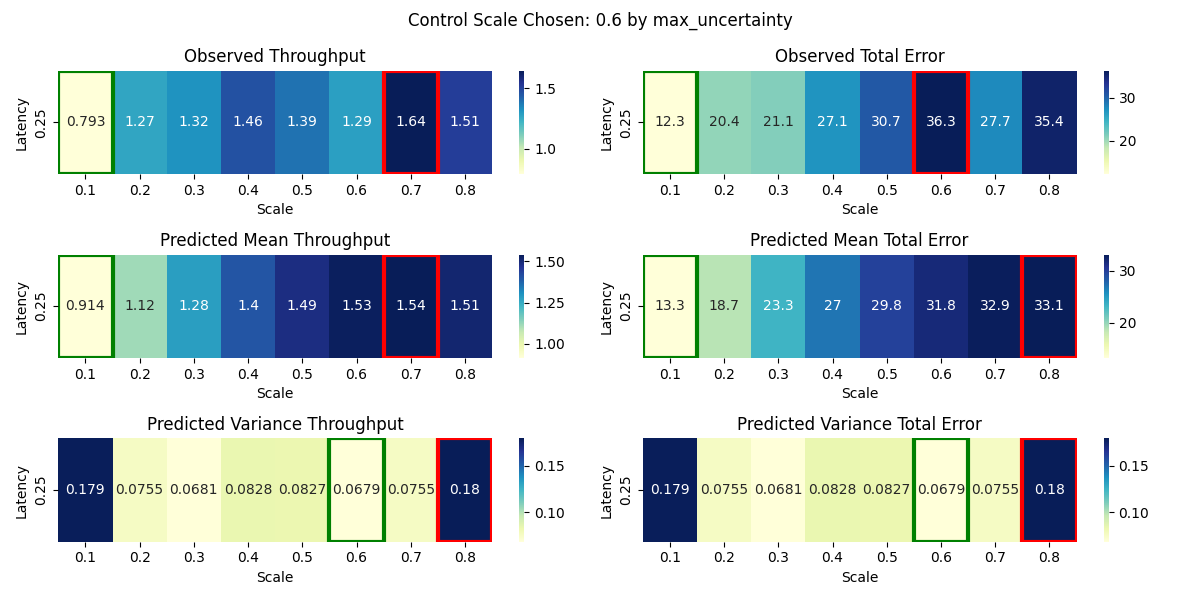 Control Scale Chosen: 0.6 by max_uncertainty
Observed Throughput
Latency
0.25
0.793 1.27 1.32 1.46 1.39 1.29 1.64 1.51
0.1 0.2 0.3 0.4 0.5 0.6 0.7 0.8
Scale
1.5
1.0
Observed Total Error
Latency
0.25
12.3 20.4 21.1 27.1 30.7 36.3 27.7 35.4
0.1 0.2 0.3 0.4 0.5 0.6 0.7 0.8
Scale
30
20
Predicted Mean Throughput
Latency
0.25
0.914 1.12 1.28 1.4 1.49 1.53 1.54 1.51
0.1 0.2 0.3 0.4 0.5 0.6 0.7 0.8
Scale
1.50
1.25
1.00
Predicted Mean Total Error
Latency
0.25
13.3 18.7 23.3 27 29.8 31.8 32.9 33.1
0.1 0.2 0.3 0.4 0.5 0.6 0.7 0.8
Scale
30
20
Predicted Variance Throughput
Latency
0.25
0.179 0.0755 0.0681 0.0828 0.0827 0.0679 0.0755 0.18
0.1 0.2 0.3 0.4 0.5 0.6 0.7 0.8
Scale
0.15
0.10
Predicted Variance Total Error
Latency
0.25
0.179 0.0755 0.0681 0.0828 0.0827 0.0679 0.0755 0.18
0.1 0.2 0.3 0.4 0.5 0.6 0.7 0.8
Scale
0.15
0.10